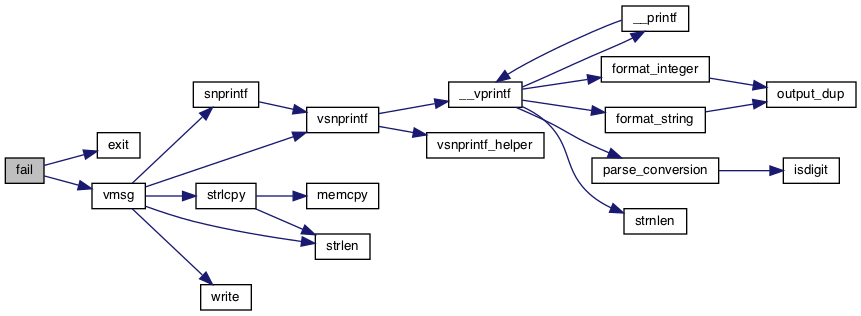 fail
exit
vmsg
snprintf
strlcpy
write
vsnprintf
memcpy
strlen
__vprintf
vsnprintf_helper
__printf
format_integer
format_string
parse_conversion
strnlen
output_dup
isdigit